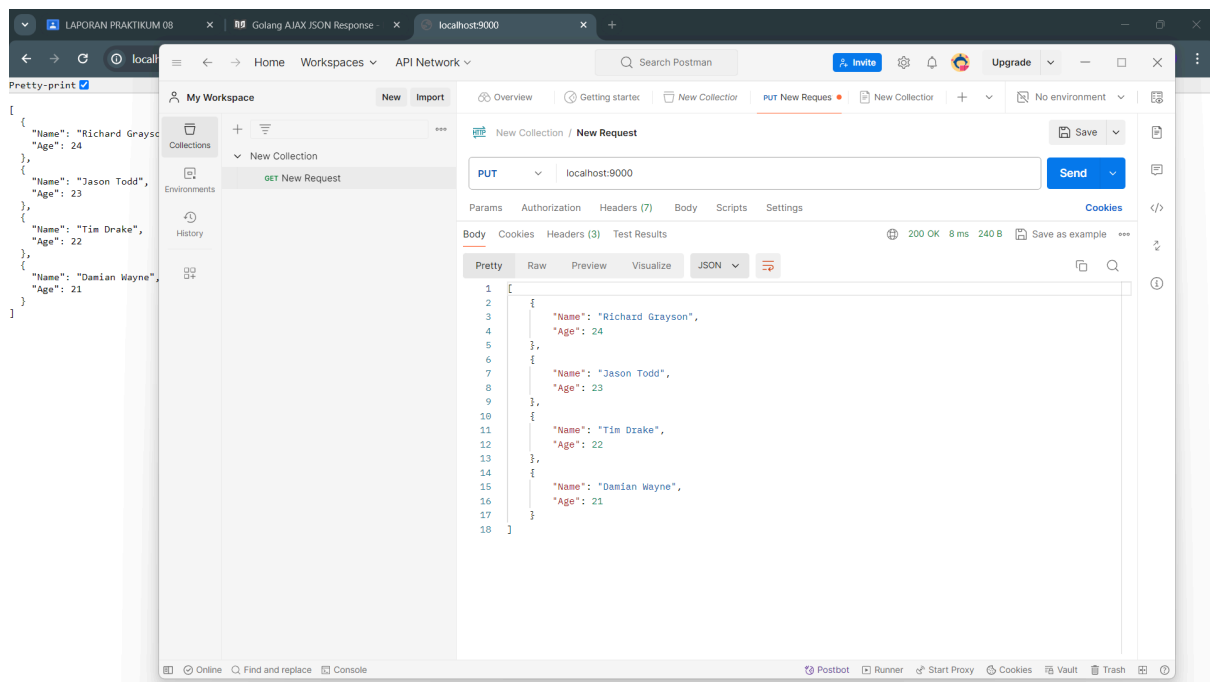 LAPORAN PRAKTIKUM 08
Golang AJAX JSON Response -
localhost:9000
Home Workspaces API Network Search Postman Invite Upgrade
Pretty-print
[
{
"Name": "Richard
"Age": 24
},
{
"Name": "Jason Todd",
"Age": 23
},
{
"Name": "Tim Drake",
"Age": 22
},
{
"Name": "Damian Wayne",
"Age": 21
}
]
My Workspace New Import
Overview Getting New PUT New New No environment
Collections
Environments
History
New Collection
GET New Request
HTTP New Collection / New Request Save
PUT localhost:9000 Send
Params Authorization Headers (7) Body Scripts Settings Cookies
Body Cookies Headers (3) Test Results 200 OK 8 ms 240 B Save as example
Pretty Raw Preview Visualize JSON
1 [
2 {
3 "Name": "Richard Grayson",
4 "Age": 24
5 },
6 {
7 "Name": "Jason Todd",
8 "Age": 23
9 },
10 {
11 "Name": "Tim Drake",
12 "Age": 22
13 },
14 {
15 "Name": "Damian Wayne",
16 "Age": 21
17 }
18 ]
Online Find and replace Console Postbot Runner Start Proxy Cookies Vault Trash